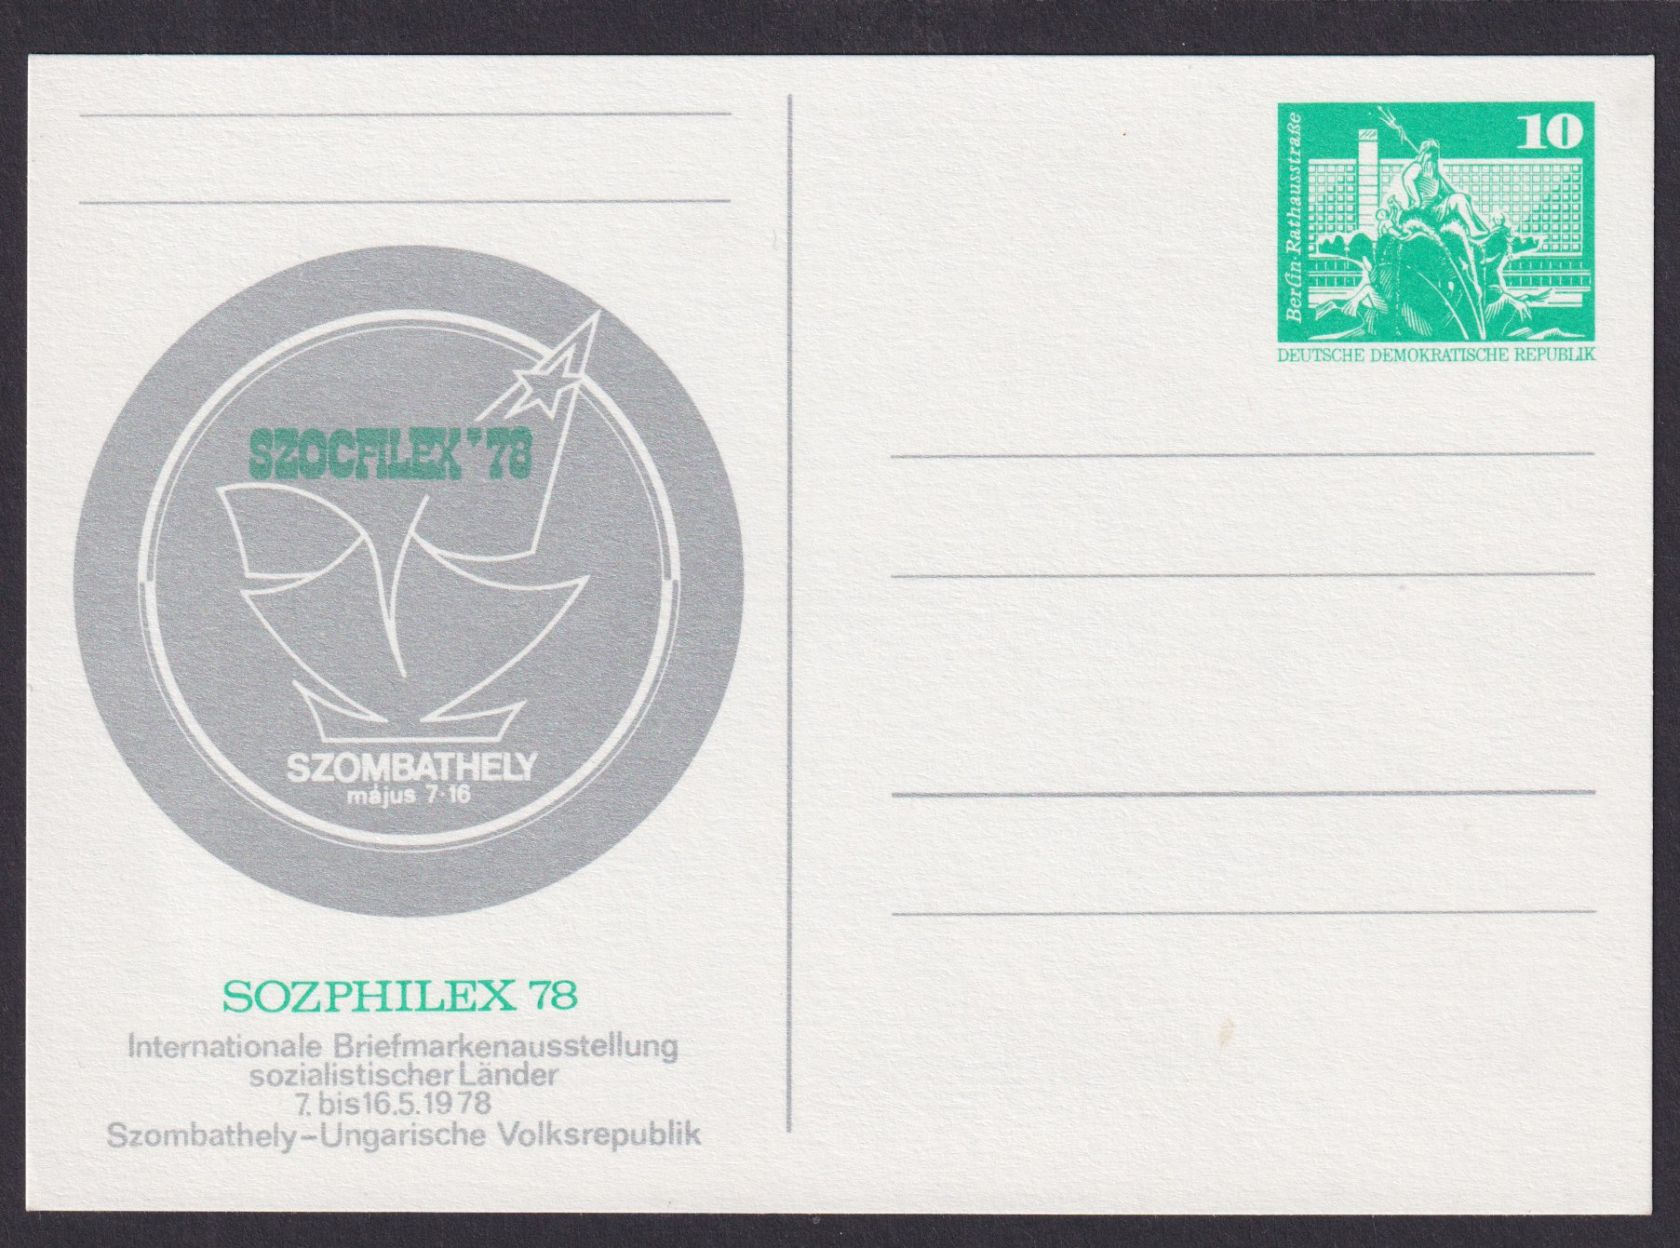 SZOCFILEX '78
SZOMBATHELY
május 7-16
SOZPHILEX 78
Internationale Briefmarkenausstellung
sozialistischer Länder
7. bis 16.5.1978
Szombathely-Ungarische Volksrepublik
10
Berlin-Rathausstraße
DEUTSCHE DEMOKRATISCHE REPUBLIK